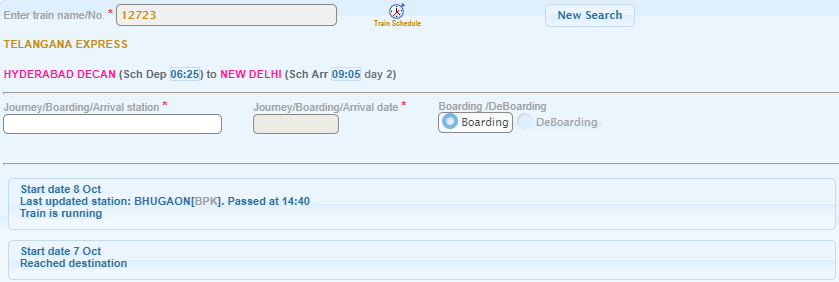 Enter train name/No. * 12723 Train Schedule New Search
TELANGANA EXPRESS
HYDERABAD DECAN (Sch Dep 06:25) to NEW DELHI (Sch Arr 09:05 day 2)
Journey/Boarding/Arrival station * Journey/Boarding/Arrival date * Boarding /DeBoarding
Boarding DeBoarding
Start date 8 Oct
Last updated station: BHUGAON[BPK]. Passed at 14:40
Train is running
Start date 7 Oct
Reached destination